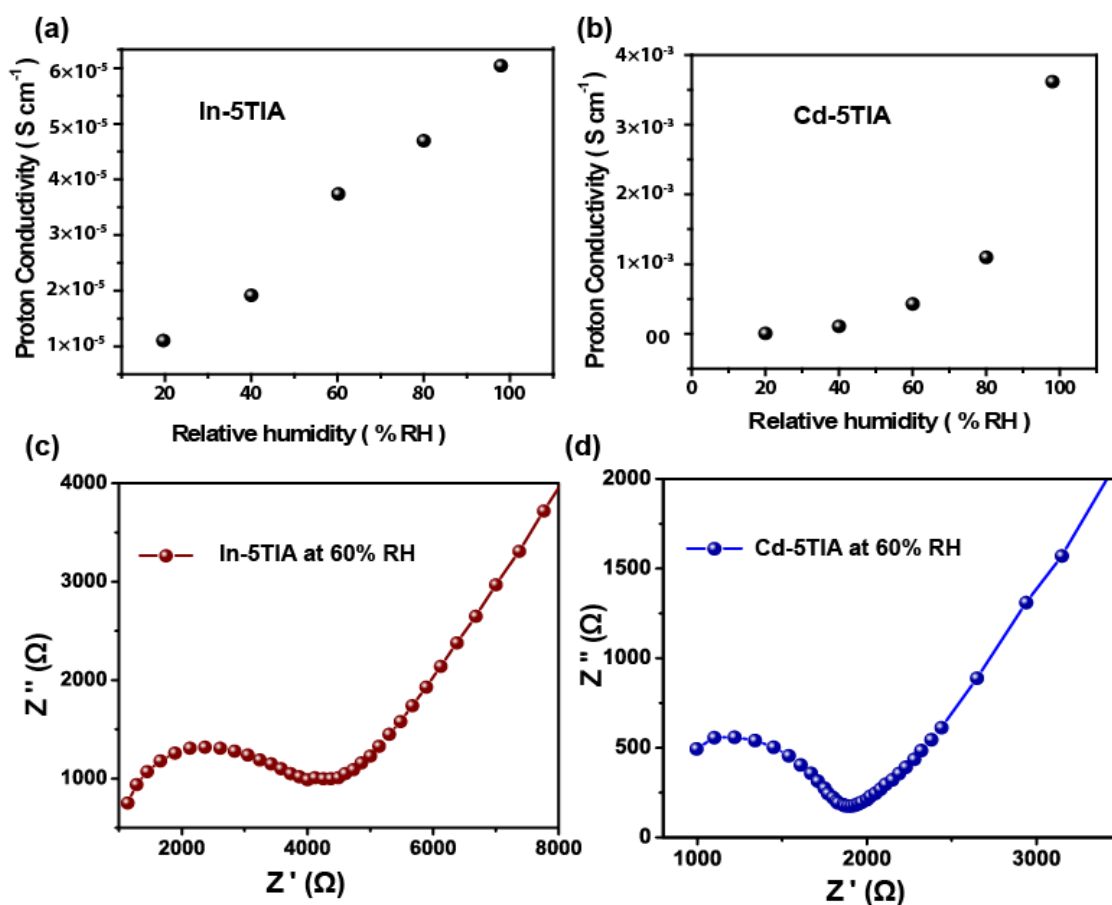 (a)
In-5TIA
Proton Conductivity ( S cm⁻¹)
6×10⁻⁵
5×10⁻⁵
4×10⁻⁵
3×10⁻⁵
2×10⁻⁵
1×10⁻⁵
20 40 60 80 100
Relative humidity ( % RH )
(b)
Cd-5TIA
Proton Conductivity ( S cm⁻¹)
4×10⁻³
3×10⁻³
2×10⁻³
1×10⁻³
00
0 20 40 60 80 100
Relative humidity ( % RH )
(c)
In-5TIA at 60% RH
Z'' (Ω)
4000
3000
2000
1000
2000 4000 6000 8000
Z' (Ω)
(d)
Cd-5TIA at 60% RH
Z'' (Ω)
2000
1500
1000
500
0
1000 2000 3000
Z' (Ω)